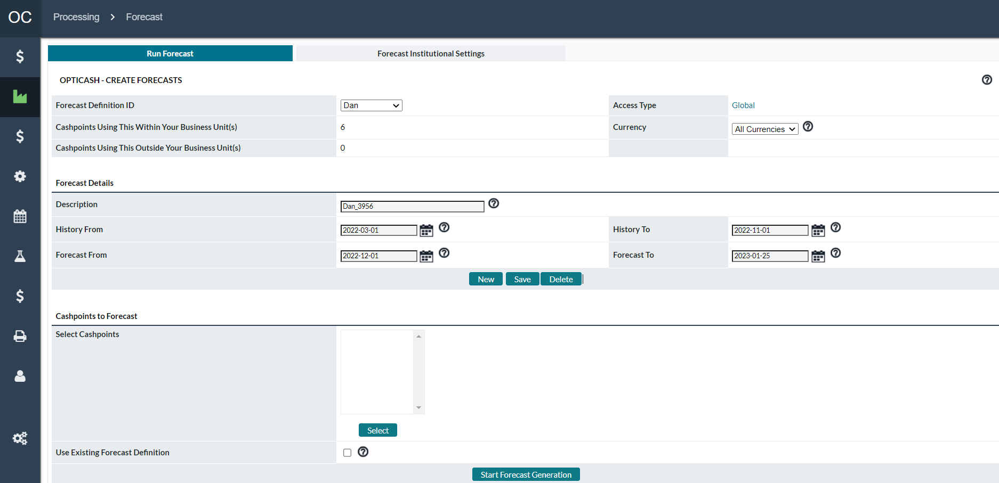 OC
Processing > Forecast
Run Forecast
Forecast Institutional Settings
OPTICASH - CREATE FORECASTS
Forecast Definition ID
Dan
Access Type
Global
Cashpoints Using This Within Your Business Unit(s)
6
Currency
All Currencies
Cashpoints Using This Outside Your Business Unit(s)
0
Forecast Details
Description
Dan_3956
History From
2022-03-01
History To
2022-11-01
Forecast From
2022-12-01
Forecast To
2023-01-25
New
Save
Delete
Cashpoints to Forecast
Select Cashpoints
Select
Use Existing Forecast Definition
Start Forecast Generation